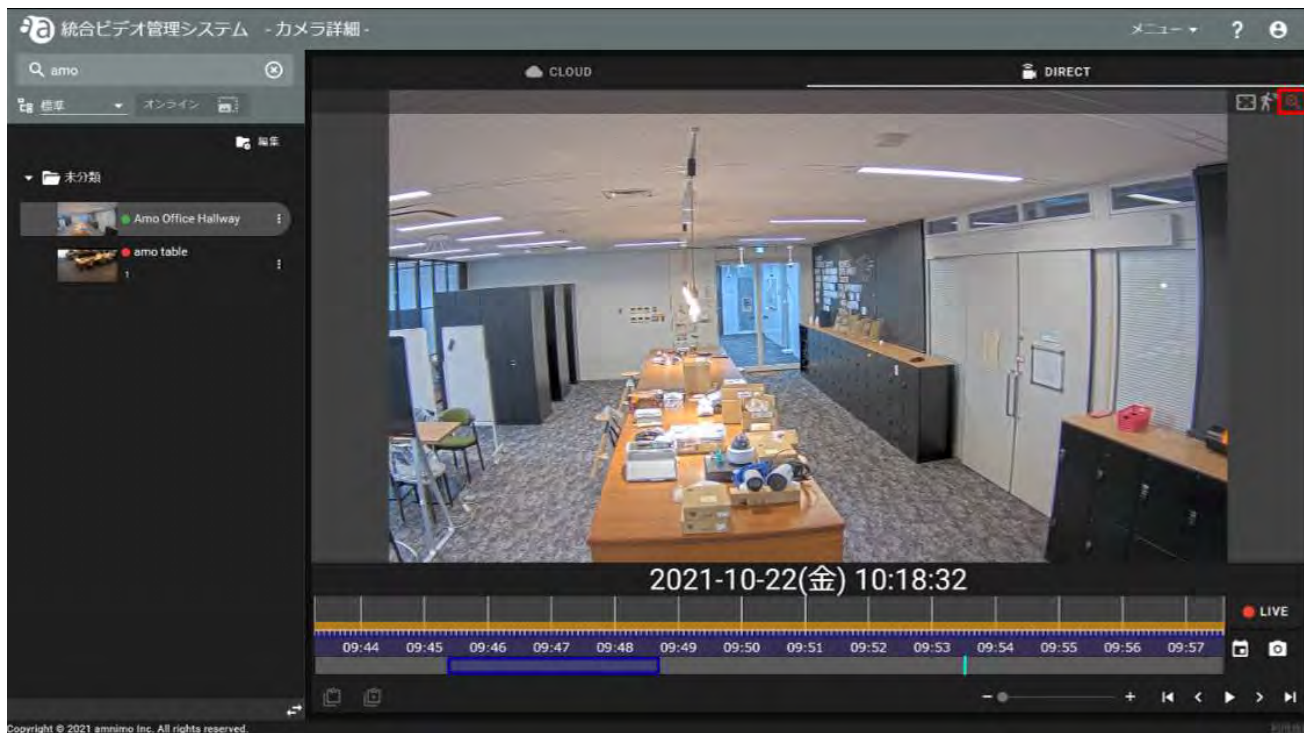 統合ビデオ管理システム - カメラ詳細 -
メニュー
?
amo
CLOUD
DIRECT
標準
オンライン
編集
未分類
Amo Office Hallway
amo table
1
2021-10-22(金) 10:18:32
LIVE
09:44 09:45 09:46 09:47 09:48 09:49 09:50 09:51 09:52 09:53 09:54 09:55 09:56 09:57
Copyright © 2021 amnimo Inc. All rights reserved.